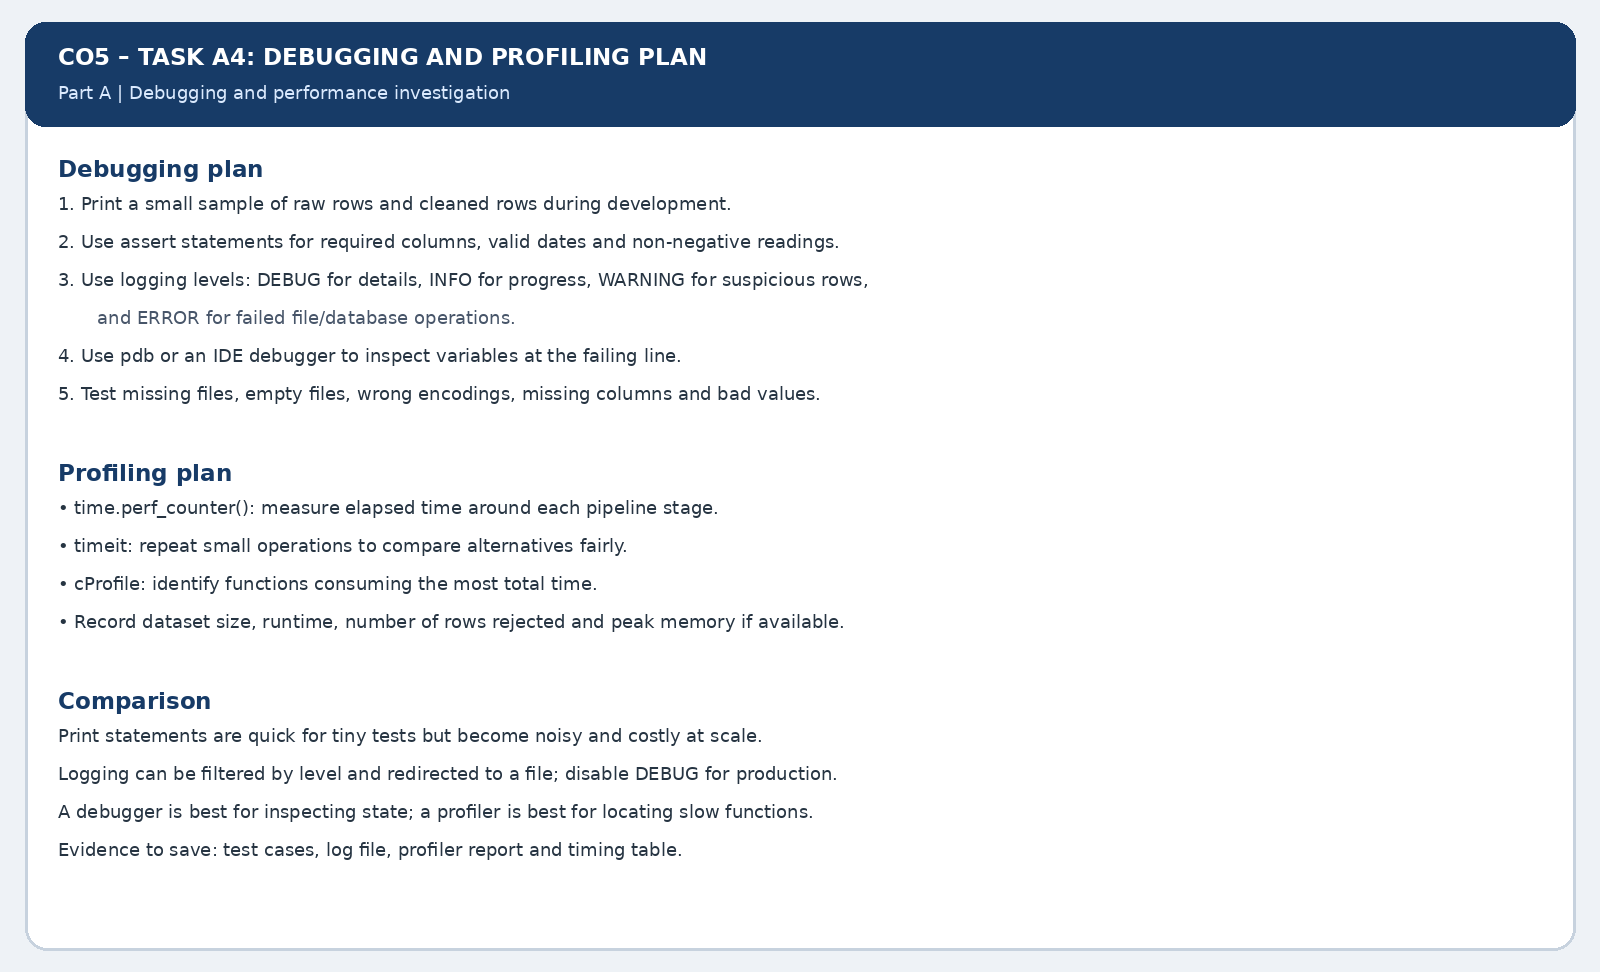 CO5 – TASK A4: DEBUGGING AND PROFILING PLAN
Part A | Debugging and performance investigation
Debugging plan
1. Print a small sample of raw rows and cleaned rows during development.
2. Use assert statements for required columns, valid dates and non-negative readings.
3. Use logging levels: DEBUG for details, INFO for progress, WARNING for suspicious rows,
and ERROR for failed file/database operations.
4. Use pdb or an IDE debugger to inspect variables at the failing line.
5. Test missing files, empty files, wrong encodings, missing columns and bad values.
Profiling plan
• time.perf_counter(): measure elapsed time around each pipeline stage.
• timeit: repeat small operations to compare alternatives fairly.
• cProfile: identify functions consuming the most total time.
• Record dataset size, runtime, number of rows rejected and peak memory if available.
Comparison
Print statements are quick for tiny tests but become noisy and costly at scale.
Logging can be filtered by level and redirected to a file; disable DEBUG for production.
A debugger is best for inspecting state; a profiler is best for locating slow functions.
Evidence to save: test cases, log file, profiler report and timing table.